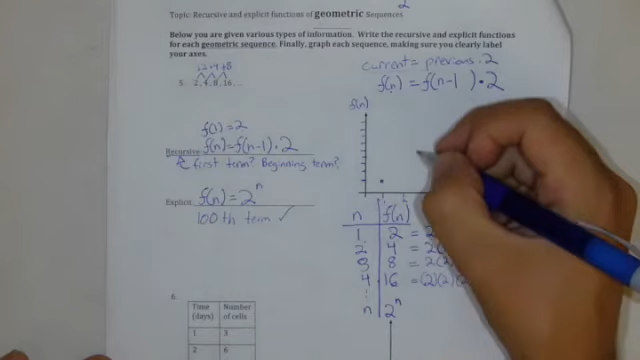 2
Topic: Recursive and explicit functions of geometric Sequences
Below you are given various types of information. Write the recursive and explicit functions
for each geometric sequence. Finally, graph each sequence, making sure you clearly label
your axes.
current = previous · 2
f(n) = f(n-1 ) · 2
5. 2, 4, 8, 16, ...
f(n)
f(1) = 2
Recursive: f(n) = f(n-1) · 2
first term? Beginning term?
Explicit: f(n) = 2^n
100th term ✓
n f(n)
1 2 =
2 4 =
3 8 = 2(2)
4 16 = (2)(2)
n 2^n
6.
Time (days) Number of cells
1 3
2 6